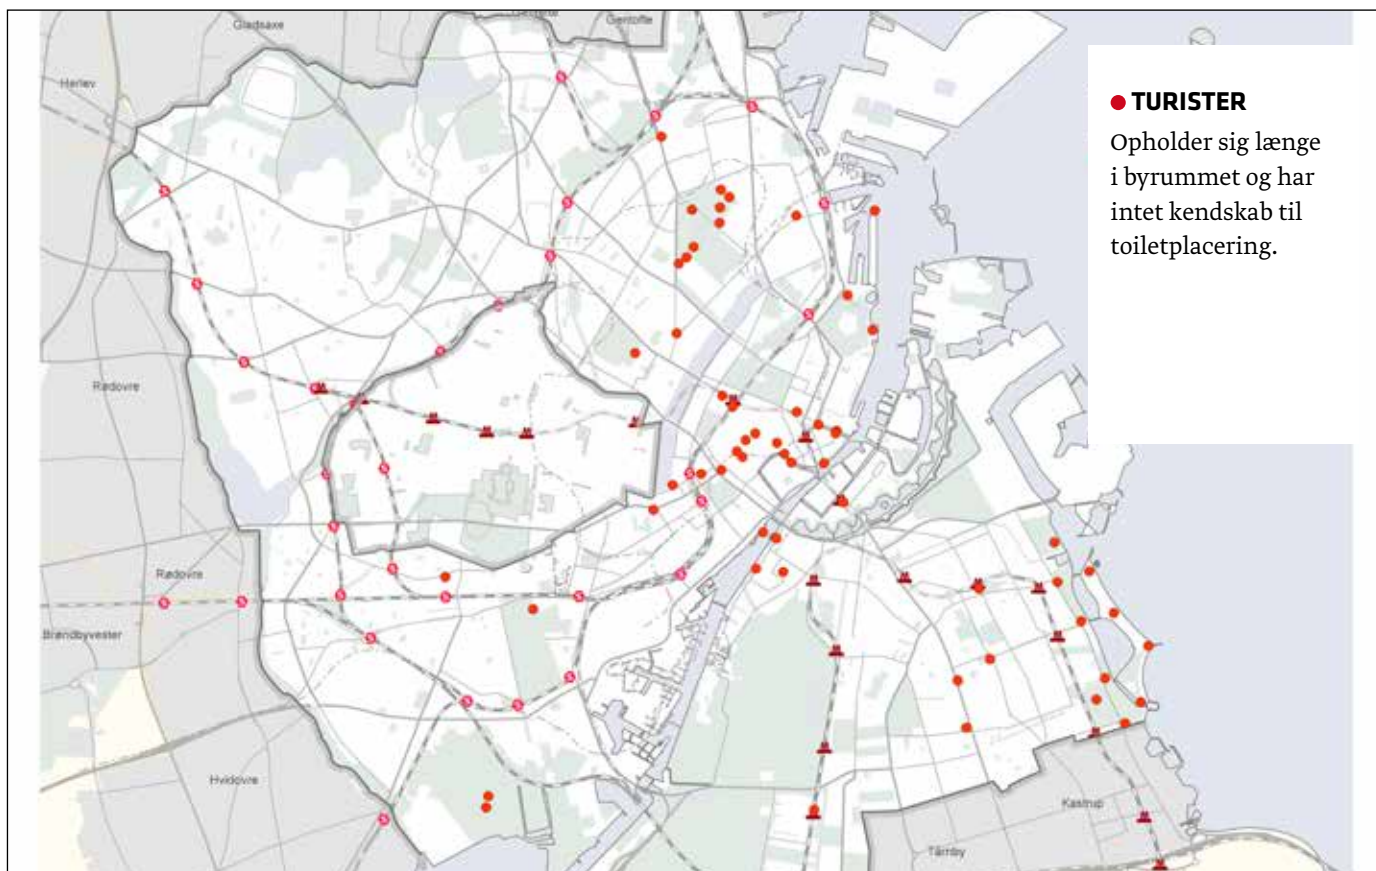 Gladsaxe
Gentofte
Herlev
● TURISTER
Opholder sig længe
i byrummet og har
intet kendskab til
toiletplacering.
Rødovre
Rødovre
Brøndbyvester
Hvidovre
Kastrup
Tårnby